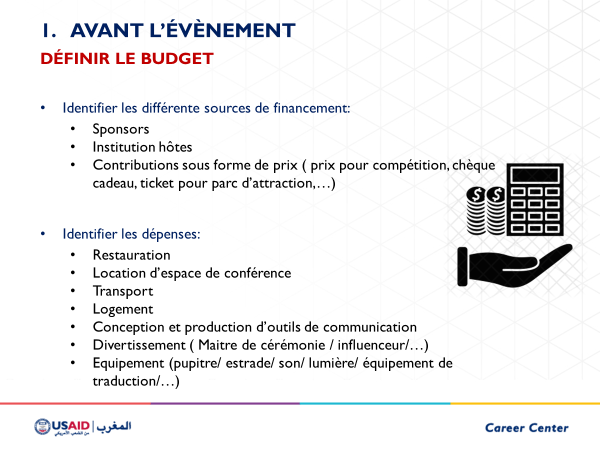 1. AVANT L’ÉVÈNEMENT
DÉFINIR LE BUDGET
• Identifier les différente sources de financement:
• Sponsors
• Institution hôtes
• Contributions sous forme de prix ( prix pour compétition, chèque
cadeau, ticket pour parc d’attraction,…)
• Identifier les dépenses:
• Restauration
• Location d’espace de conférence
• Transport
• Logement
• Conception et production d’outils de communication
• Divertissement ( Maitre de cérémonie / influenceur/…)
• Equipement (pupitre/ estrade/ son/ lumière/ équipement de
traduction/…)
USAID | المغرب
من الشعب الأمريكي
Career Center